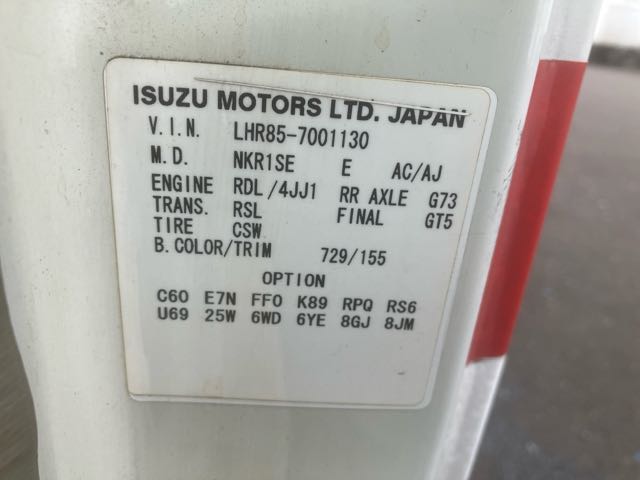 ISUZU MOTORS LTD. JAPAN
V.I.N. LHR85-7001130
M.D. NKR1SE E AC/AJ
ENGINE RDL/4JJ1 RR AXLE G73
TRANS. RSL FINAL GT5
TIRE CSW
B.COLOR/TRIM 729/155
OPTION
C60 E7N FF0 K89 RPQ RS6
U69 25W 6WD 6YE 8GJ 8JM